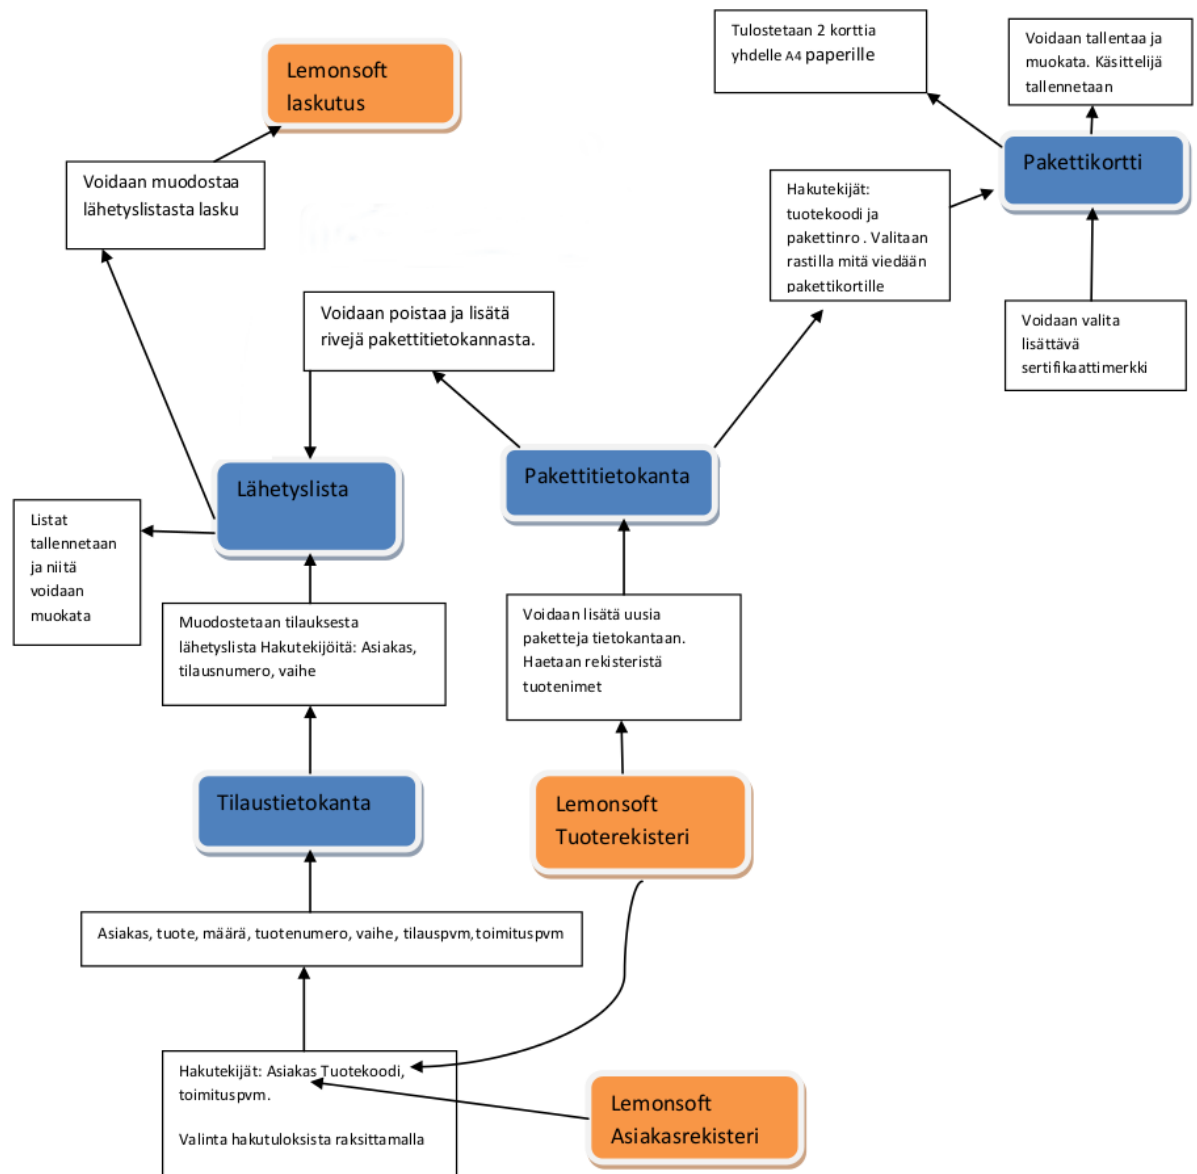 Tulostetaan 2 korttia
yhdelle A4 paperille
Voidaan tallentaa ja
muokata. Käsittelijä
tallennetaan
Lemonsoft
laskutus
Pakettikortti
Voidaan muodostaa
lähetyslistasta lasku
Hakutekijät:
tuotekoodi ja
pakettinro . Valitaan
rastilla mitä viedään
pakettikortille
Voidaan poistaa ja lisätä
rivejä pakettitietokannasta.
Voidaan valita
lisättävä
sertifikaattimerkki
Lähetyslista
Pakettitietokanta
Listat
tallennetaan
ja niitä
voidaan
muokata
Muodostetaan tilauksesta
lähetyslista Hakutekijöitä: Asiakas,
tilausnumero, vaihe
Voidaan lisätä uusia
paketteja tietokantaan.
Haetaan rekisteristä
tuotenimet
Tilaustietokanta
Lemonsoft
Tuoterekisteri
Asiakas, tuote, määrä, tuotenumero, vaihe, tilauspvm,toimituspvm
Hakutekijät: Asiakas Tuotekoodi,
toimituspvm.
Valinta hakutuloksista raksittamalla
Lemonsoft
Asiakasrekisteri